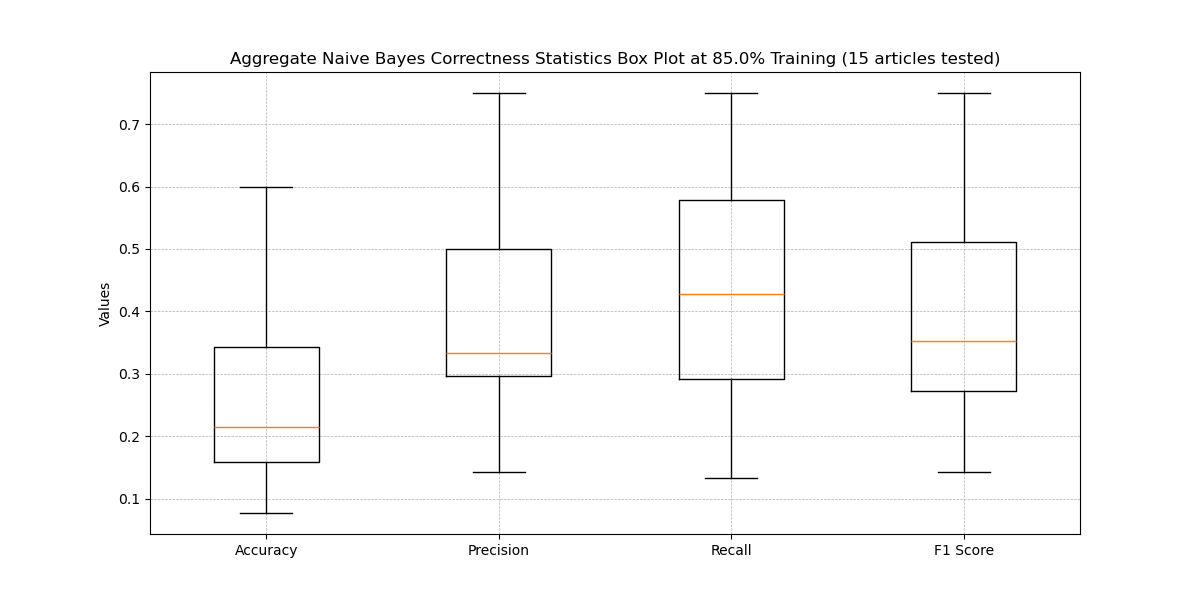 Aggregate Naive Bayes Correctness Statistics Box Plot at 85.0% Training (15 articles tested)
Values
0.7
0.6
0.5
0.4
0.3
0.2
0.1
Accuracy Precision Recall F1 Score